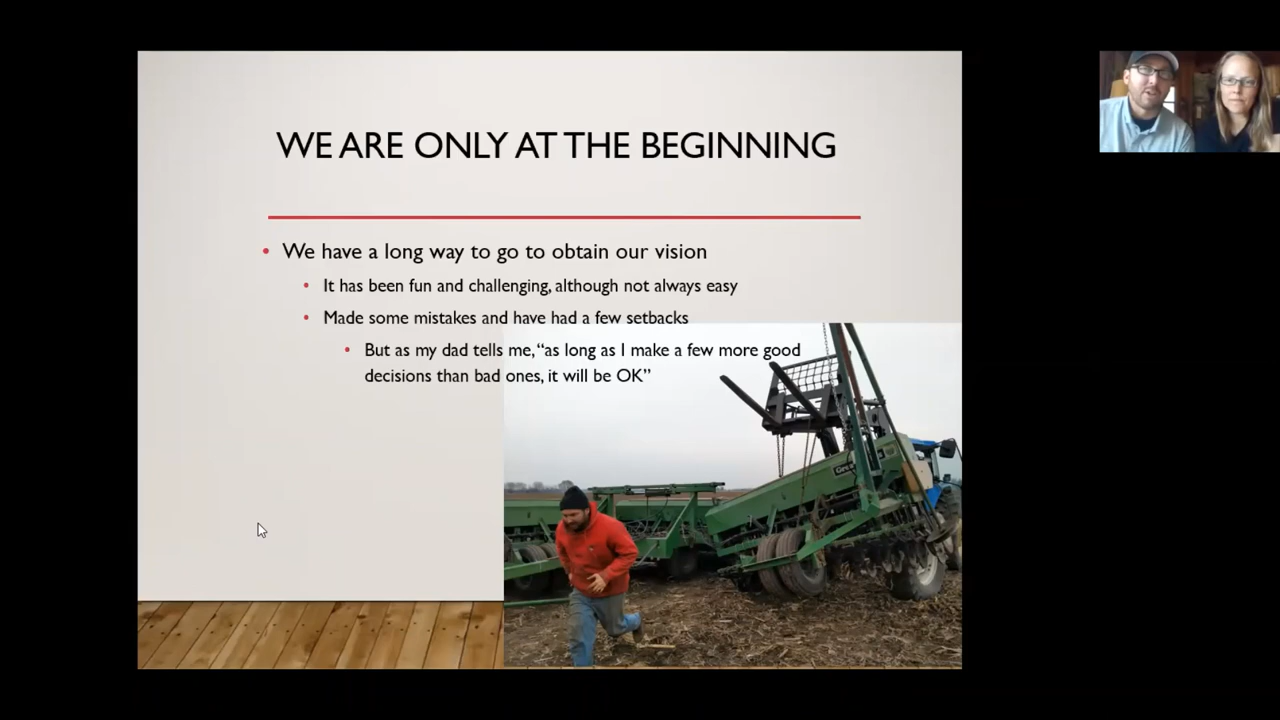 WE ARE ONLY AT THE BEGINNING
• We have a long way to go to obtain our vision
• It has been fun and challenging, although not always easy
• Made some mistakes and have had a few setbacks
• But as my dad tells me, “as long as I make a few more good
decisions than bad ones, it will be OK”